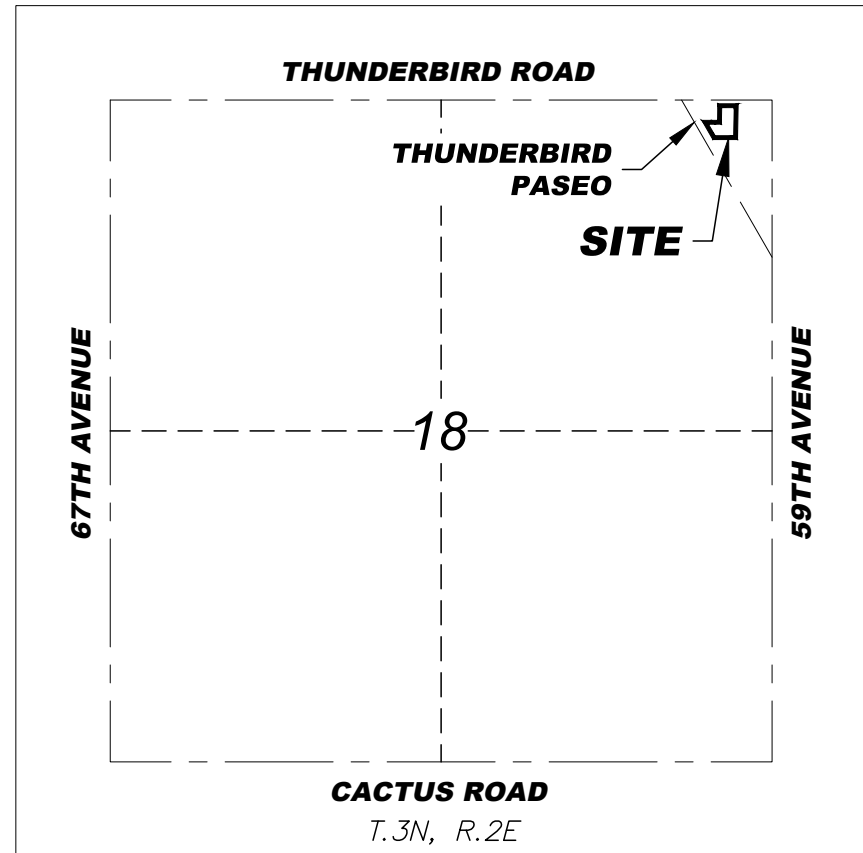 THUNDERBIRD ROAD
THUNDERBIRD
PASEO
SITE
67TH AVENUE
18
59TH AVENUE
CACTUS ROAD
T.3N, R.2E